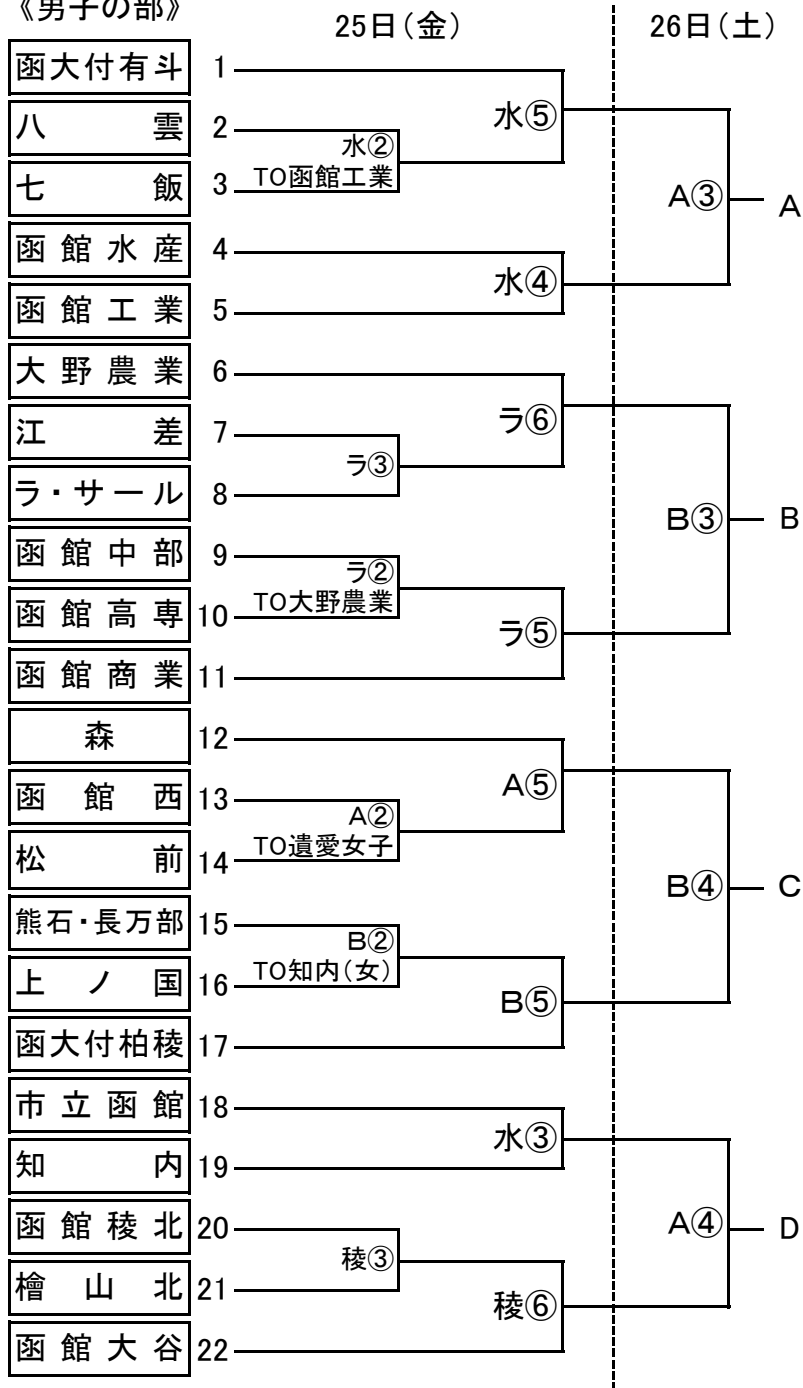 《男子の部》
25日(金) 26日(土)
函大付有斗 1
水⑤
八雲 2
水②
TO函館工業
七飯 3
A③ A
函館水産 4
水④
函館工業 5
大野農業 6
ラ⑥
江差 7
ラ③
ラ・サール 8
B③ B
函館中部 9
ラ②
TO大野農業
函館高専 10
ラ⑤
函館商業 11
森 12
A⑤
函館西 13
A②
TO遺愛女子
松前 14
B④ C
熊石・長万部 15
B②
TO知内(女)
上ノ国 16
B⑤
函大付柏稜 17
市立函館 18
水③
知内 19
A④ D
函館稜北 20
稜③
檜山北 21
稜⑥
函館大谷 22